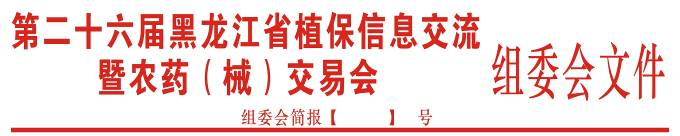 第二十六届黑龙江省植保信息交流
暨农药（械）交易会
组委会文件
组委会简报【 】 号